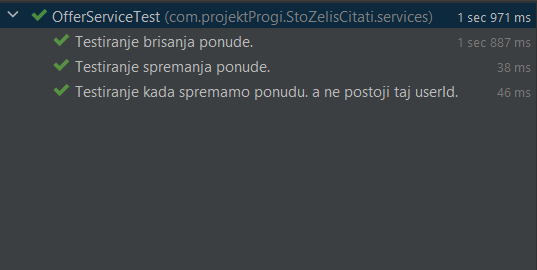 OfferServiceTest (com.projektProgi.StoZelisCitati.services) 1 sec 971 ms
Testiranje brisanja ponude. 1 sec 887 ms
Testiranje spremanja ponude. 38 ms
Testiranje kada spremamo ponudu. a ne postoji taj userId. 46 ms